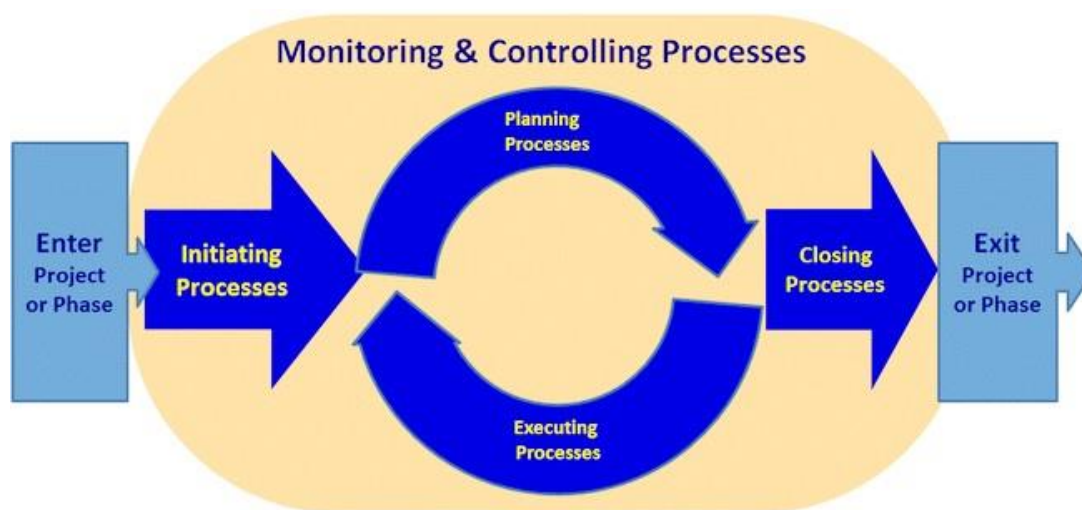 Monitoring & Controlling Processes
Planning
Processes
Enter
Project
or Phase
Initiating
Processes
Closing
Processes
Exit
Project
or Phase
Executing
Processes